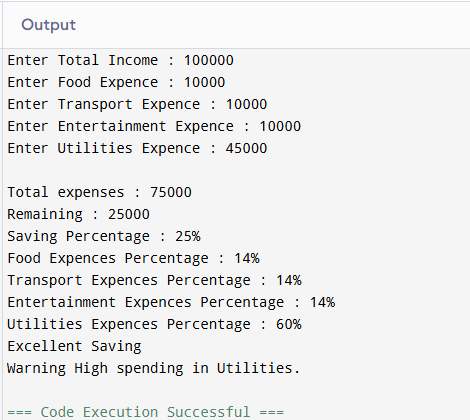 Output
Enter Total Income : 100000
Enter Food Expence : 10000
Enter Transport Expence : 10000
Enter Entertainment Expence : 10000
Enter Utilities Expence : 45000
Total expenses : 75000
Remaining : 25000
Saving Percentage : 25%
Food Expences Percentage : 14%
Transport Expences Percentage : 14%
Entertainment Expences Percentage : 14%
Utilities Expences Percentage : 60%
Excellent Saving
Warning High spending in Utilities.
=== Code Execution Successful ===